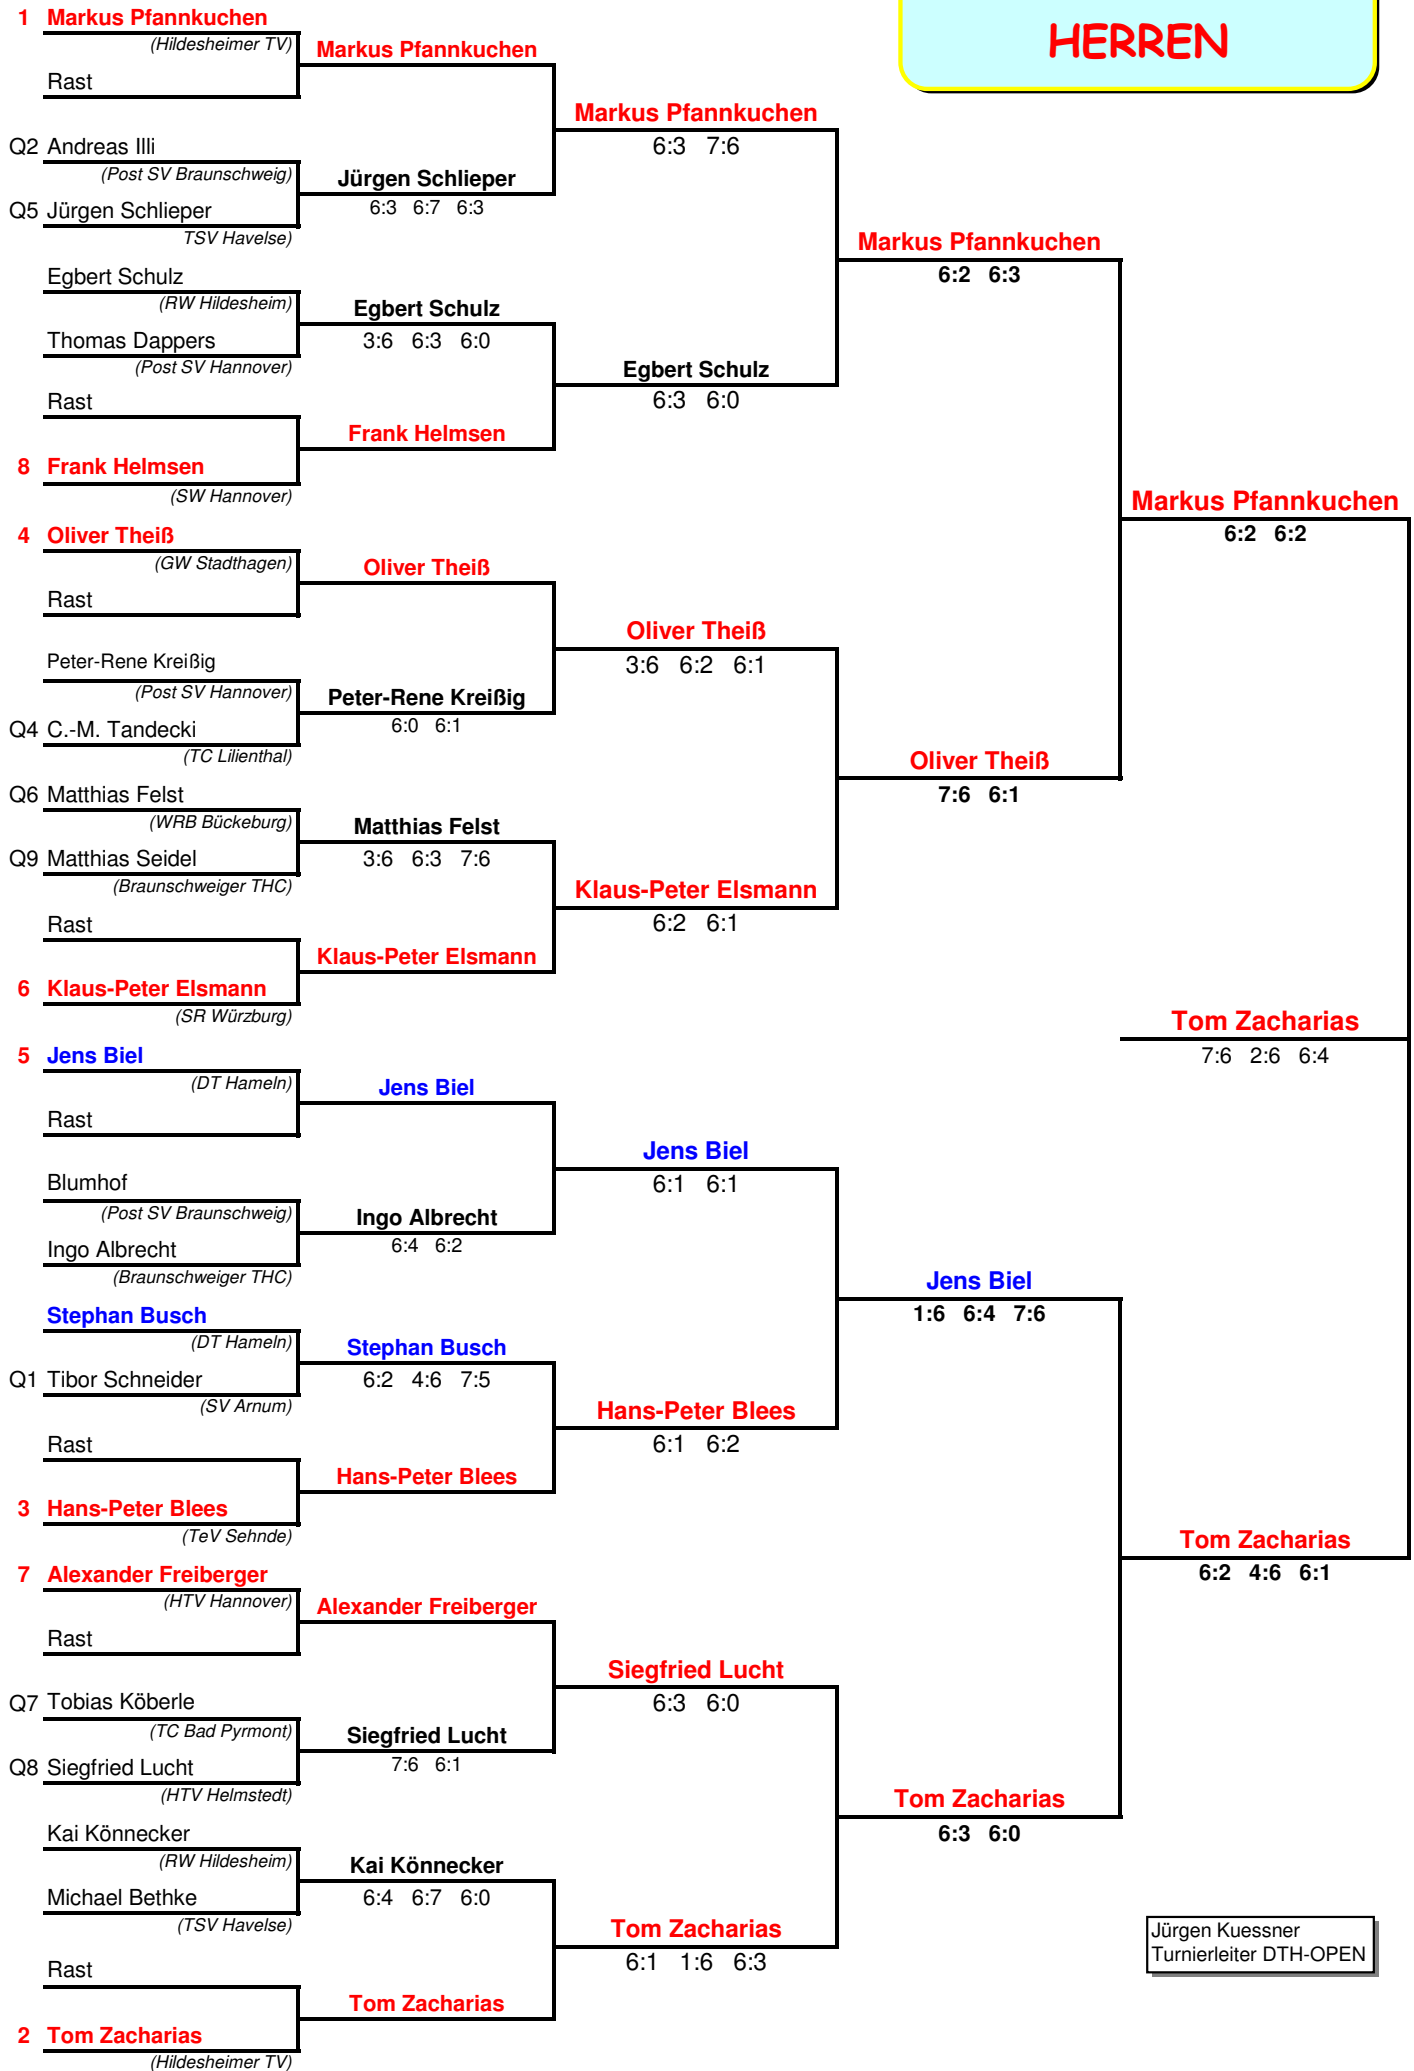 HERREN
1 Markus Pfannkuchen
(Hildesheimer TV)
Rast
Q2 Andreas Illi
(Post SV Braunschweig)
Q5 Jürgen Schlieper
TSV Havelse)
Egbert Schulz
(RW Hildesheim)
Thomas Dappers
(Post SV Hannover)
Rast
8 Frank Helmsen
(SW Hannover)
4 Oliver Theiß
(GW Stadthagen)
Rast
Peter-Rene Kreißig
(Post SV Hannover)
Q4 C.-M. Tandecki
(TC Lilienthal)
Q6 Matthias Felst
(WRB Bückeburg)
Q9 Matthias Seidel
(Braunschweiger THC)
Rast
6 Klaus-Peter Elsmann
(SR Würzburg)
5 Jens Biel
(DT Hameln)
Rast
Blumhof
(Post SV Braunschweig)
Ingo Albrecht
(Braunschweiger THC)
Stephan Busch
(DT Hameln)
Q1 Tibor Schneider
(SV Arnum)
Rast
3 Hans-Peter Blees
(TeV Sehnde)
7 Alexander Freiberger
(HTV Hannover)
Rast
Q7 Tobias Köberle
(TC Bad Pyrmont)
Q8 Siegfried Lucht
(HTV Helmstedt)
Kai Könnecker
(RW Hildesheim)
Michael Bethke
(TSV Havelse)
Rast
2 Tom Zacharias
(Hildesheimer TV)
Markus Pfannkuchen
Jürgen Schlieper
6:3 6:7 6:3
Egbert Schulz
3:6 6:3 6:0
Frank Helmsen
Oliver Theiß
Peter-Rene Kreißig
6:0 6:1
Matthias Felst
3:6 6:3 7:6
Klaus-Peter Elsmann
Jens Biel
Ingo Albrecht
6:4 6:2
Stephan Busch
6:2 4:6 7:5
Hans-Peter Blees
Alexander Freiberger
Siegfried Lucht
7:6 6:1
Kai Könnecker
6:4 6:7 6:0
Tom Zacharias
Markus Pfannkuchen
6:3 7:6
Egbert Schulz
6:3 6:0
Oliver Theiß
3:6 6:2 6:1
Klaus-Peter Elsmann
6:2 6:1
Jens Biel
6:1 6:1
Hans-Peter Blees
6:1 6:2
Siegfried Lucht
6:3 6:0
Tom Zacharias
6:1 1:6 6:3
Markus Pfannkuchen
6:2 6:3
Oliver Theiß
7:6 6:1
Jens Biel
1:6 6:4 7:6
Tom Zacharias
6:3 6:0
Markus Pfannkuchen
6:2 6:2
Tom Zacharias
7:6 2:6 6:4
Tom Zacharias
6:2 4:6 6:1
Jürgen Kuessner
Turnierleiter DTH-OPEN